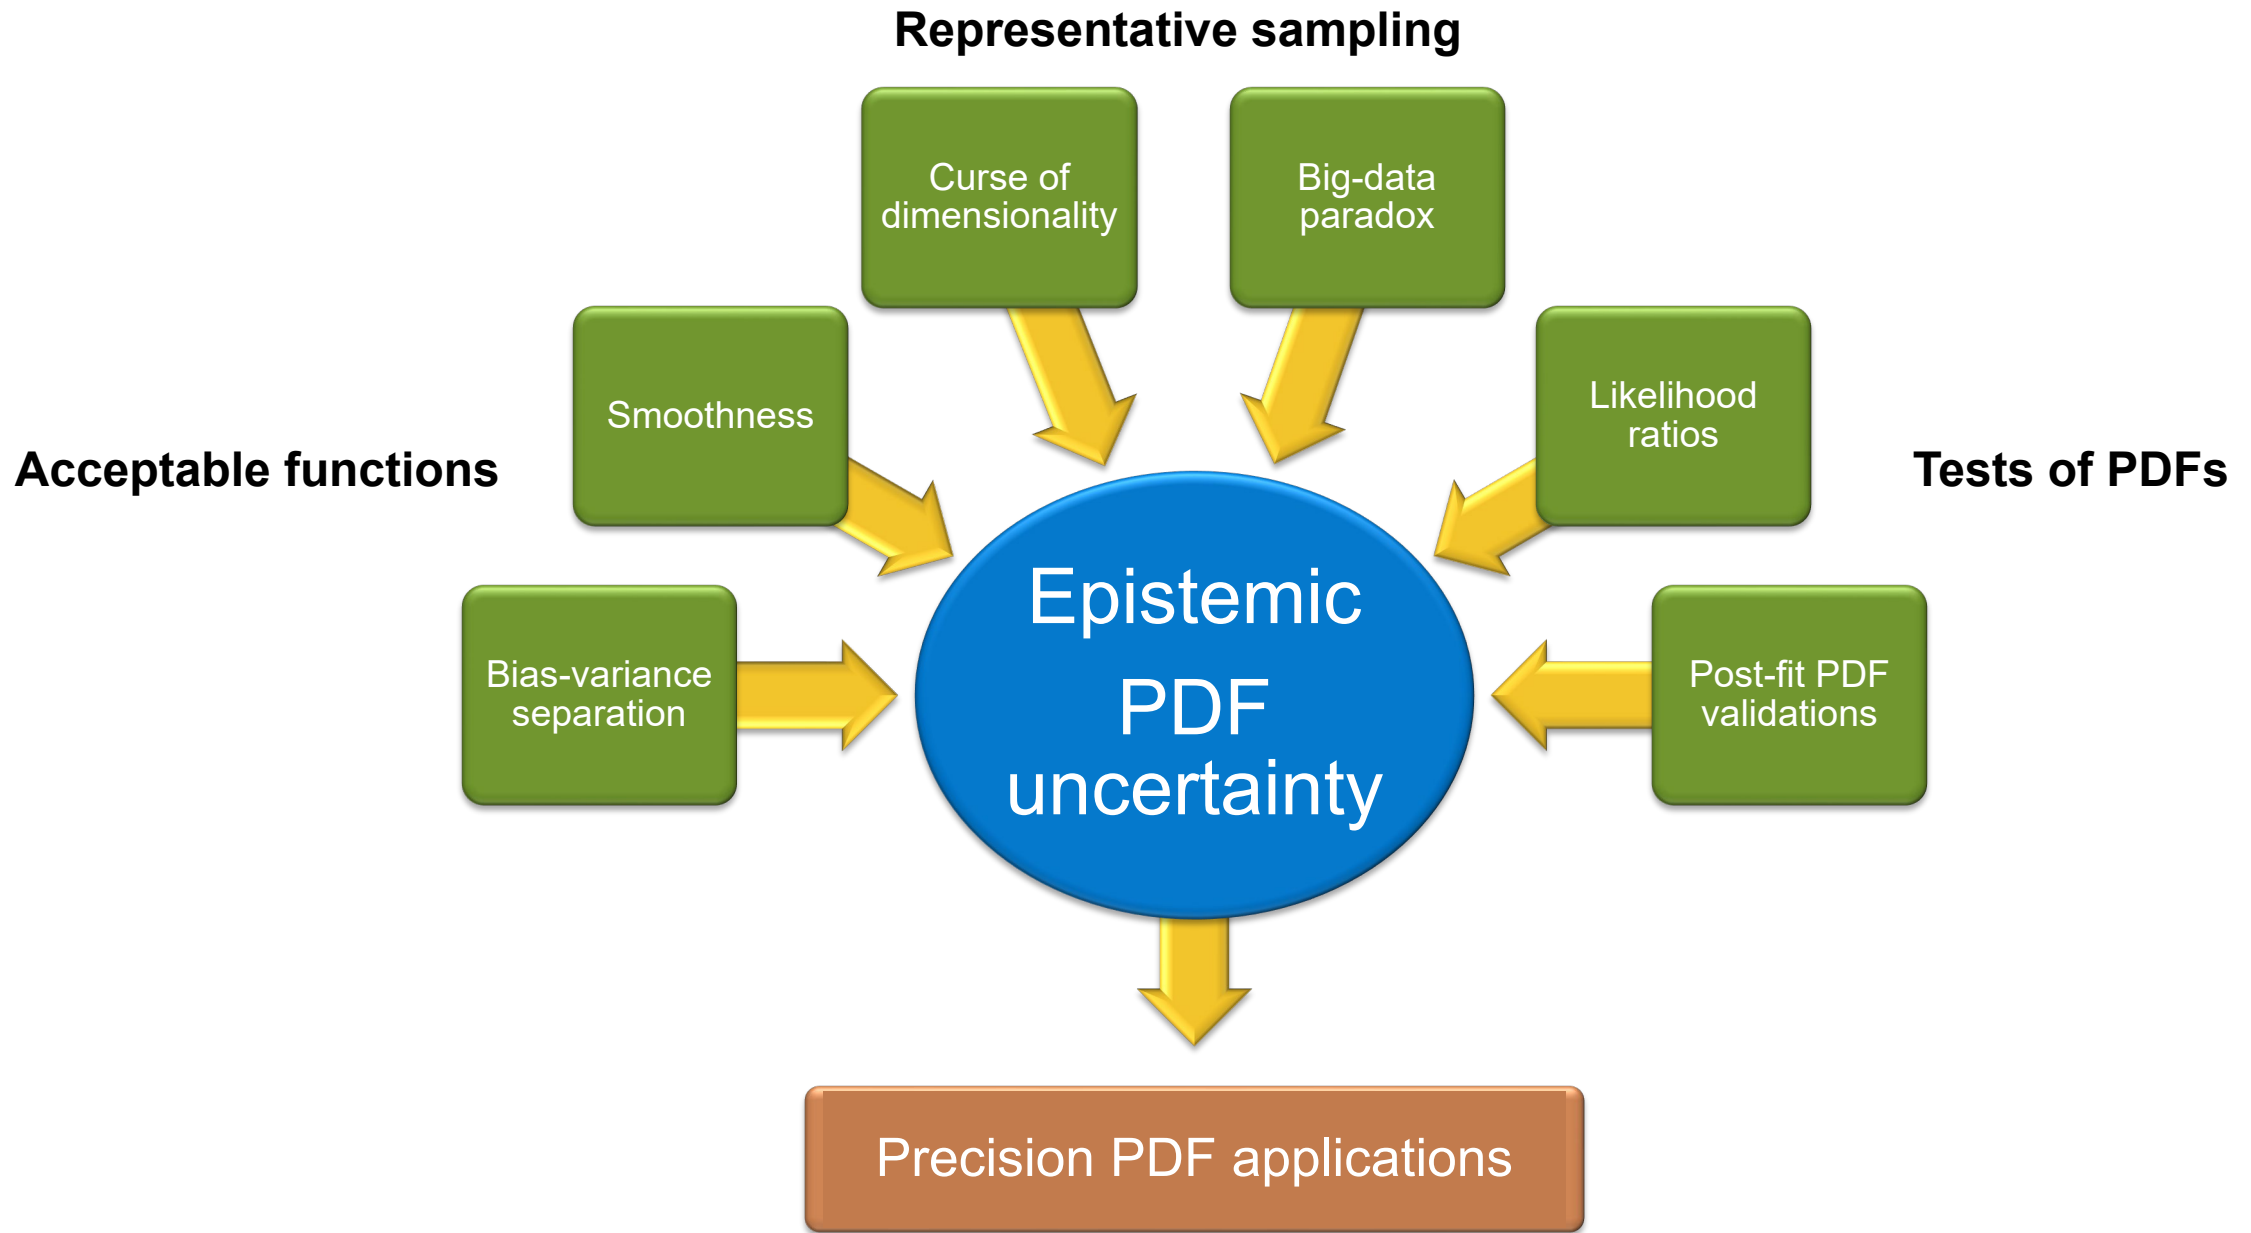 Representative sampling
Curse of
dimensionality
Big-data
paradox
Smoothness
Likelihood
ratios
Acceptable functions
Tests of PDFs
Epistemic
PDF
uncertainty
Bias-variance
separation
Post-fit PDF
validations
Precision PDF applications